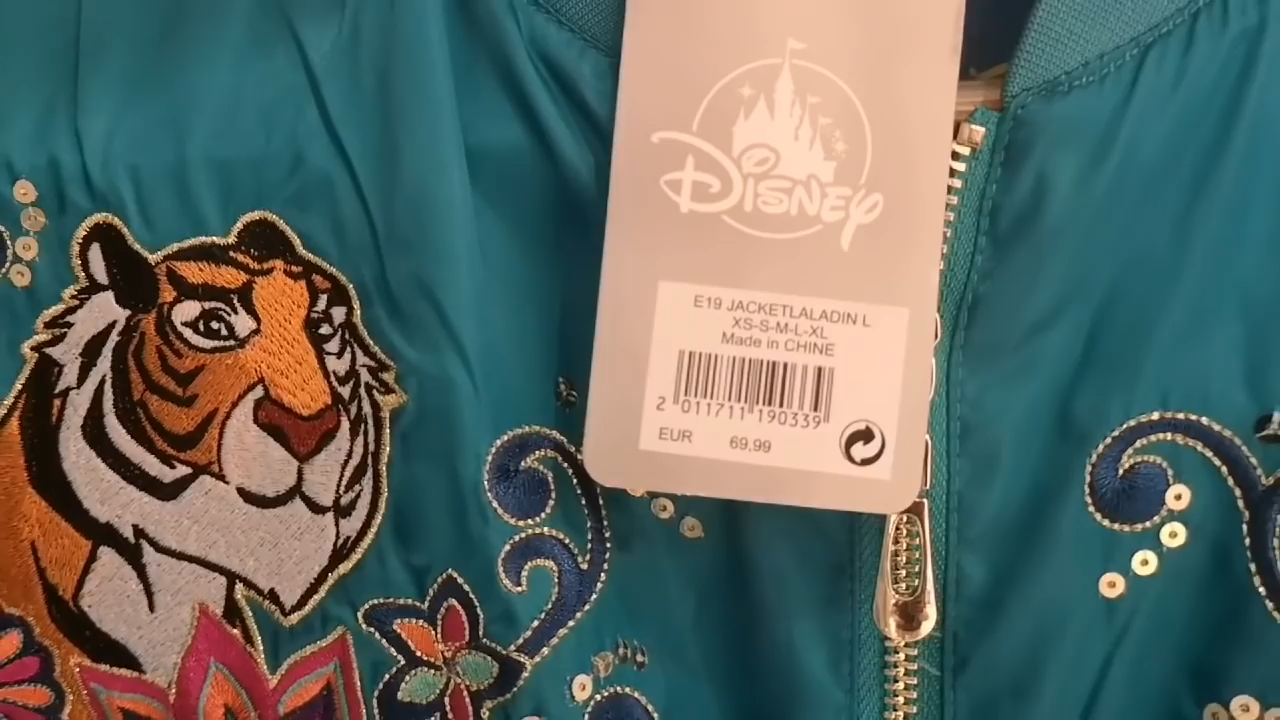 Disney
E19 JACKETLALADIN L
XS-S-M-L-XL
Made in CHINE
2 011711 190339
EUR 69,99